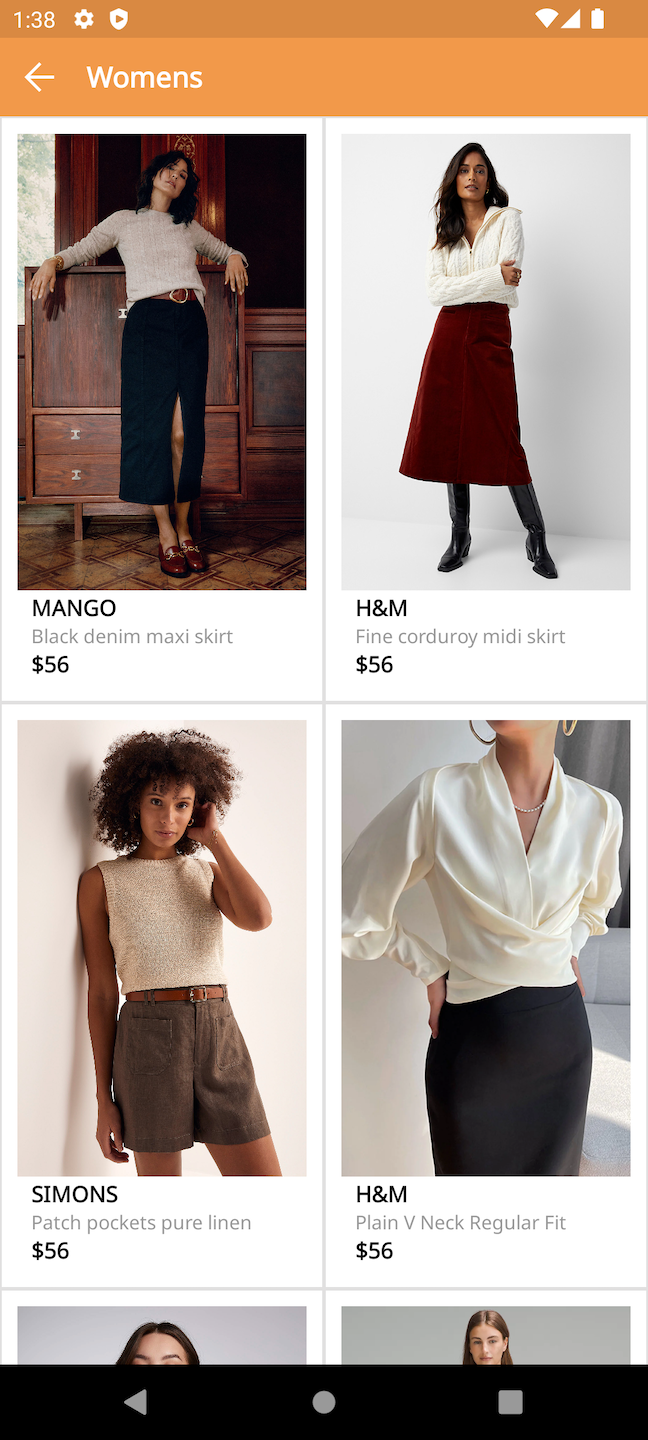 1:38
Womens
MANGO
Black denim maxi skirt
$56
H&M
Fine corduroy midi skirt
$56
SIMONS
Patch pockets pure linen
$56
H&M
Plain V Neck Regular Fit
$56